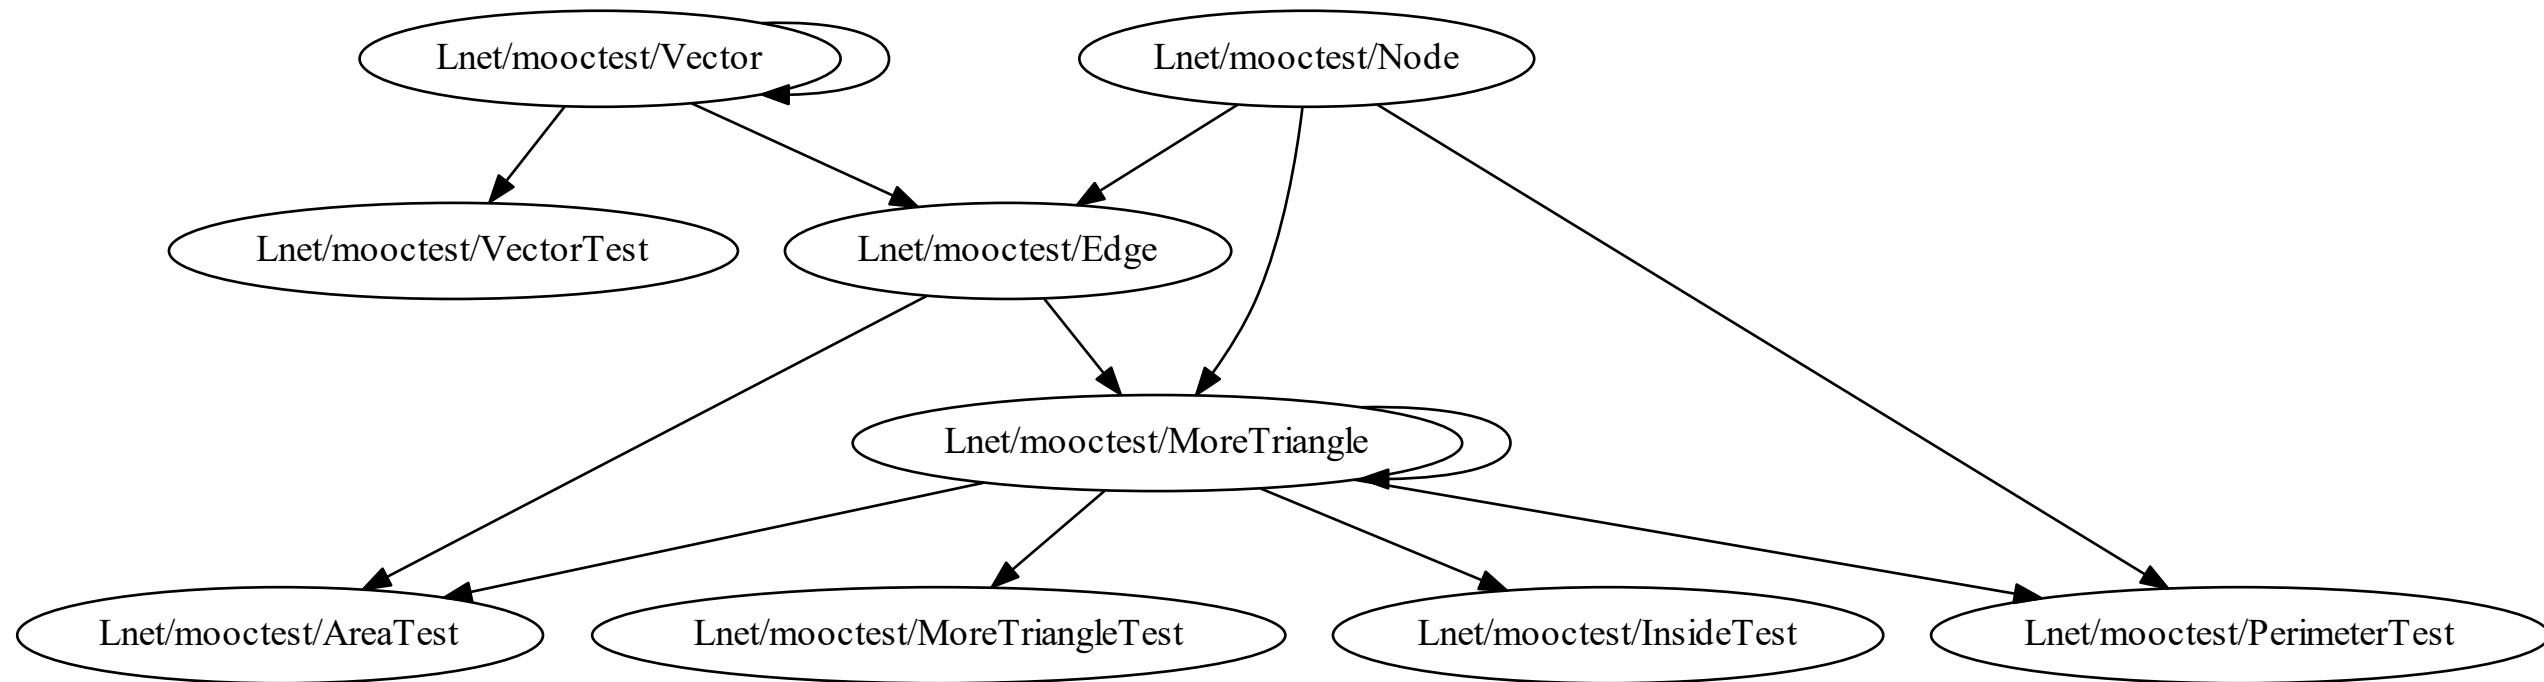 Lnet/mooctest/Vector
Lnet/mooctest/Node
Lnet/mooctest/VectorTest
Lnet/mooctest/Edge
Lnet/mooctest/MoreTriangle
Lnet/mooctest/AreaTest
Lnet/mooctest/MoreTriangleTest
Lnet/mooctest/InsideTest
Lnet/mooctest/PerimeterTest